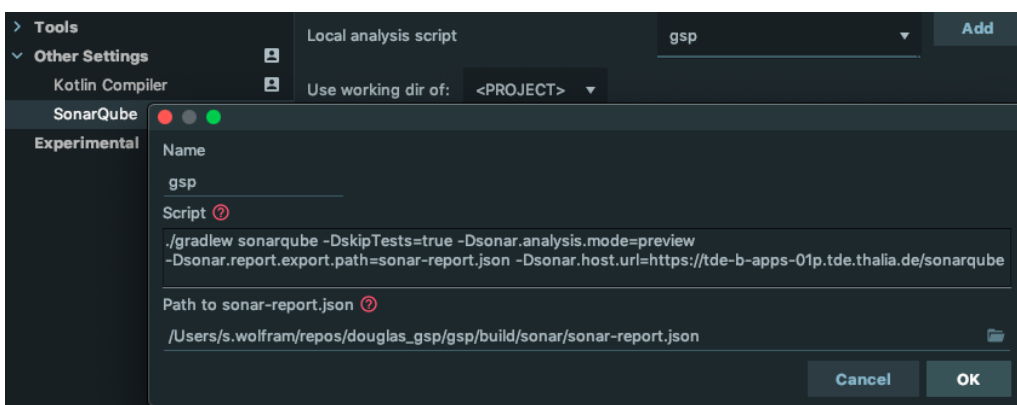 Tools
Local analysis script
gsp
Add
Other Settings
Kotlin Compiler
Use working dir of:
<PROJECT>
SonarQube
Experimental
Name
gsp
Script
./gradlew sonarqube -DskipTests=true -Dsonar.analysis.mode=preview
-Dsonar.report.export.path=sonar-report.json -Dsonar.host.url=https://tde-b-apps-01p.tde.thalia.de/sonarqube
Path to sonar-report.json
/Users/s.wolfram/repos/douglas_gsp/gsp/build/sonar/sonar-report.json
Cancel
OK